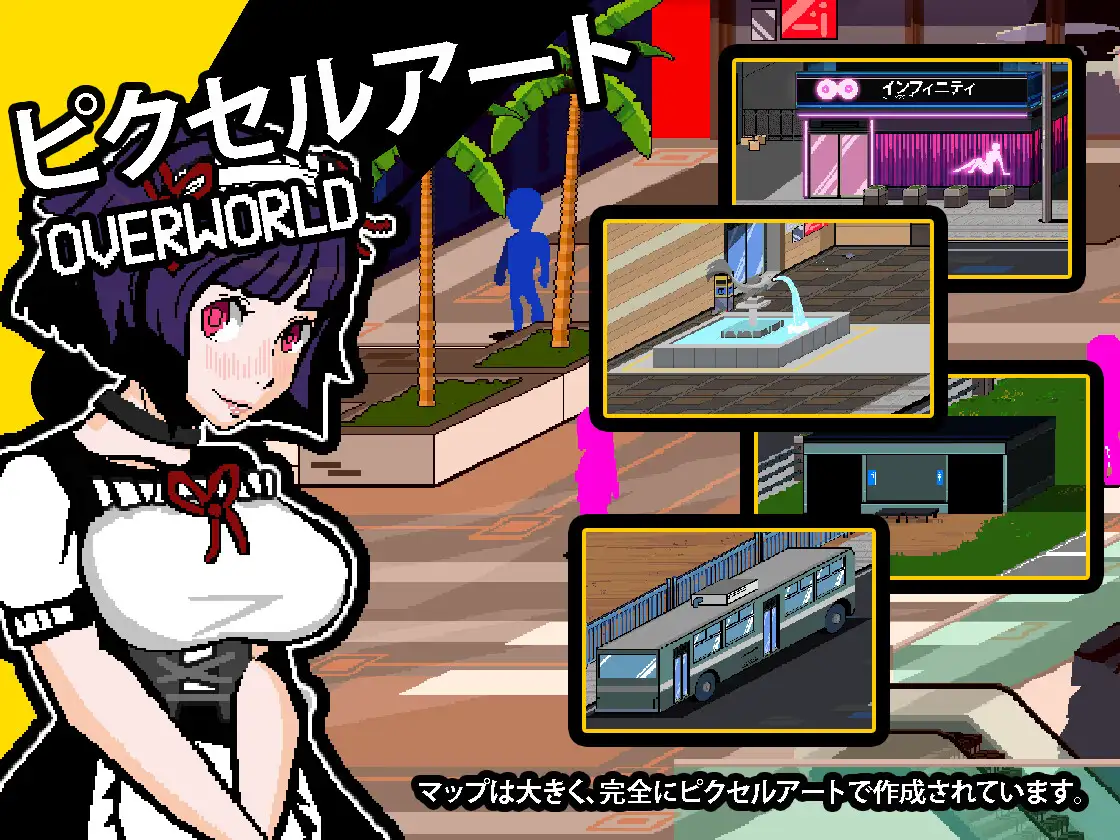 ピクセルアート
OVERWORLD
インフィニティ
マップは大きく、完全にピクセルアートで作成されています。